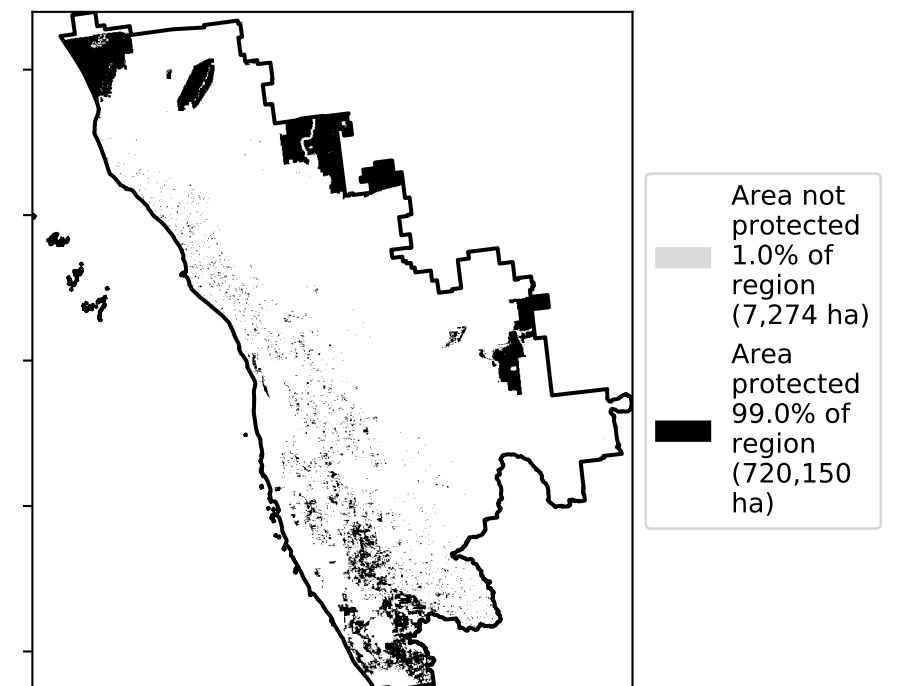 Area not
protected
1.0% of
region
(7,274 ha)
Area
protected
99.0% of
region
(720,150
ha)